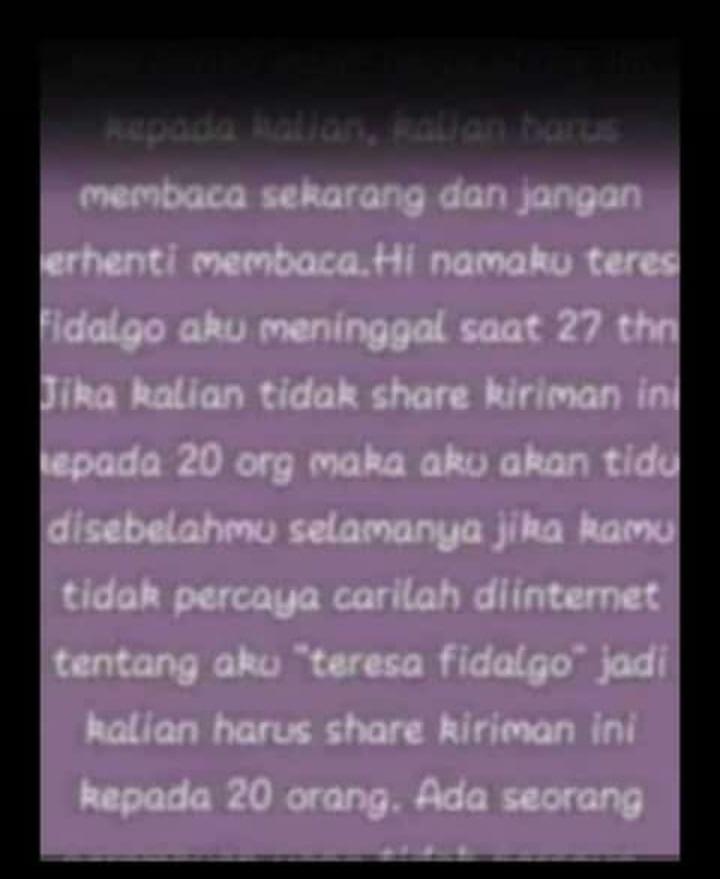 kepada kalian, kalian harus
membaca sekarang dan jangan
erhenti membaca.Hi namaku teres
fidalgo aku meninggal saat 27 thn
Jika kalian tidak share kiriman ini
kepada 20 org maka aku akan tidu
disebelahmu selamanya jika kamu
tidak percaya carilah diinternet
tentang aku "teresa fidalgo" jadi
kalian harus share kiriman ini
kepada 20 orang. Ada seorang